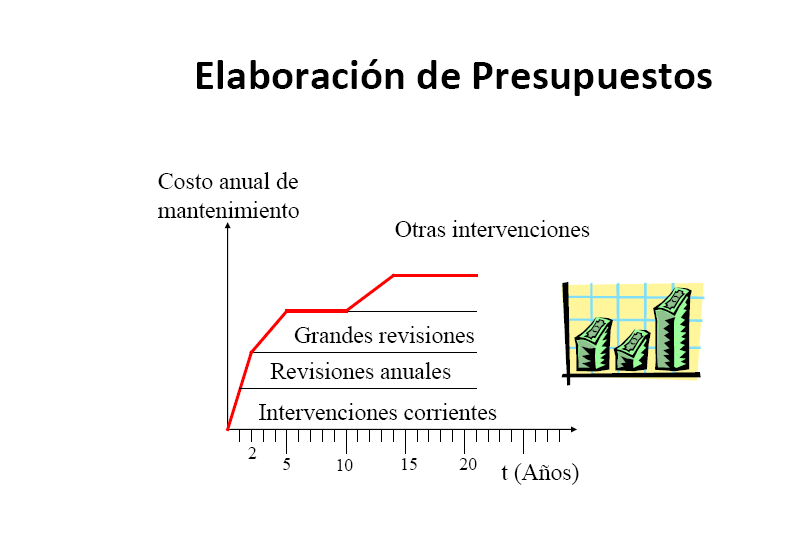 Elaboración de Presupuestos
Costo anual de
mantenimiento
Otras intervenciones
Grandes revisiones
Revisiones anuales
Intervenciones corrientes
2
5
10
15
20
t (Años)